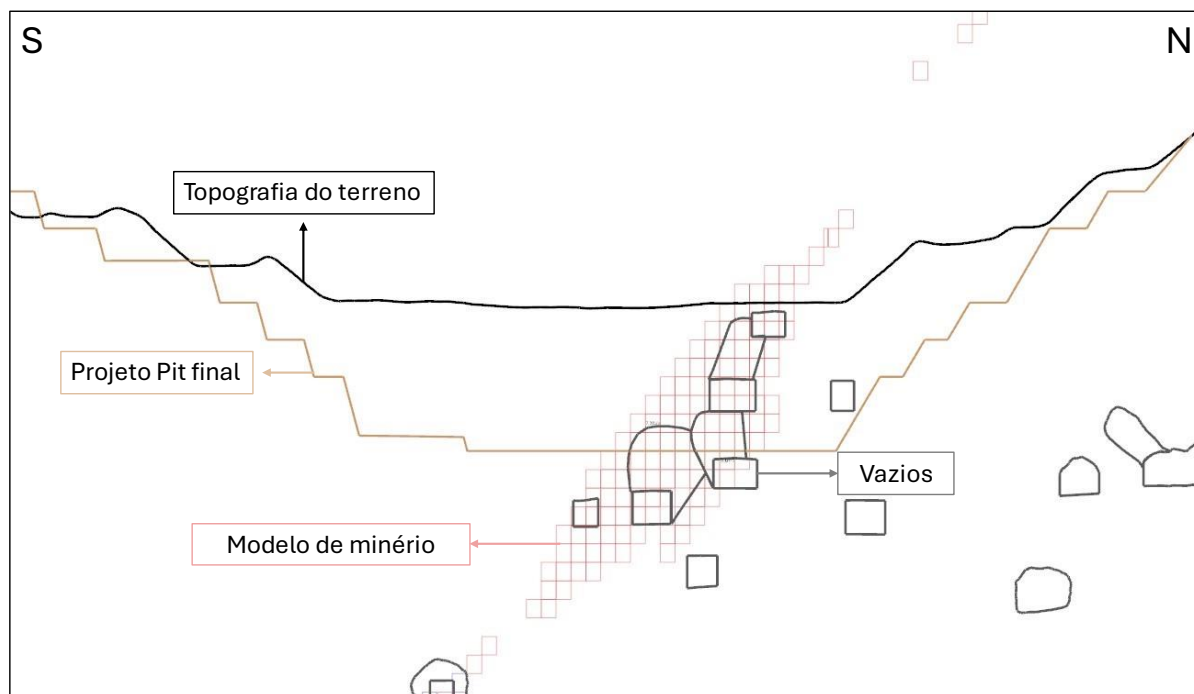 S
N
Topografia do terreno
Projeto Pit final
Vazios
Modelo de minério